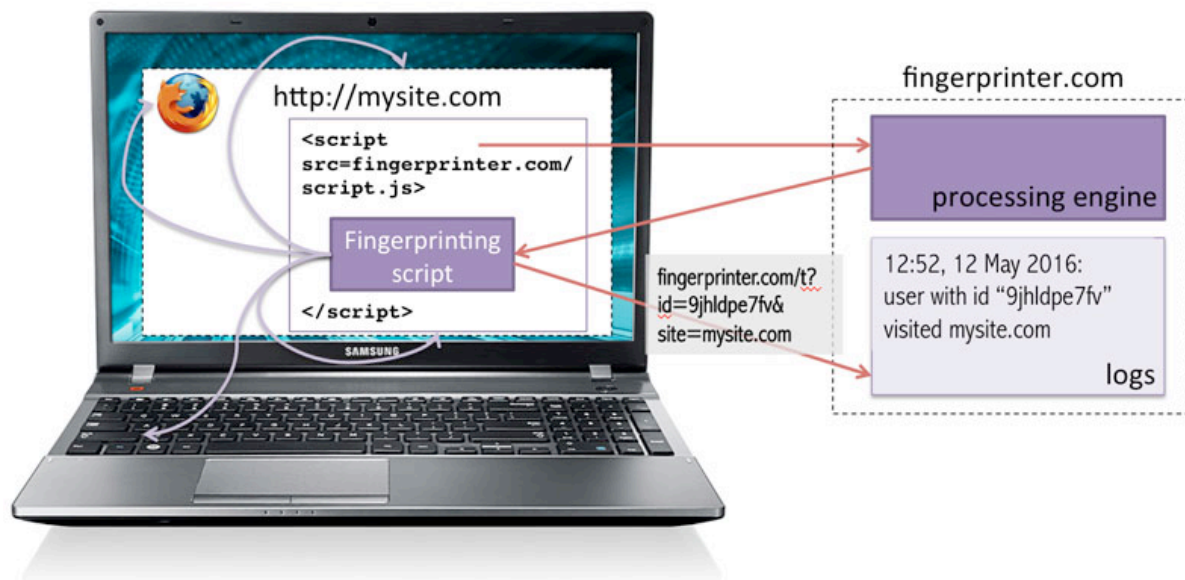 fingerprinter.com
http://mysite.com
<script
src=fingerprinter.com/
script.js>
Fingerprinting
script
</script>
processing engine
fingerprinter.com/t?
id=9jhldpe7fv&
site=mysite.com
12:52, 12 May 2016:
user with id “9jhldpe7fv”
visited mysite.com
logs
SAMSUNG